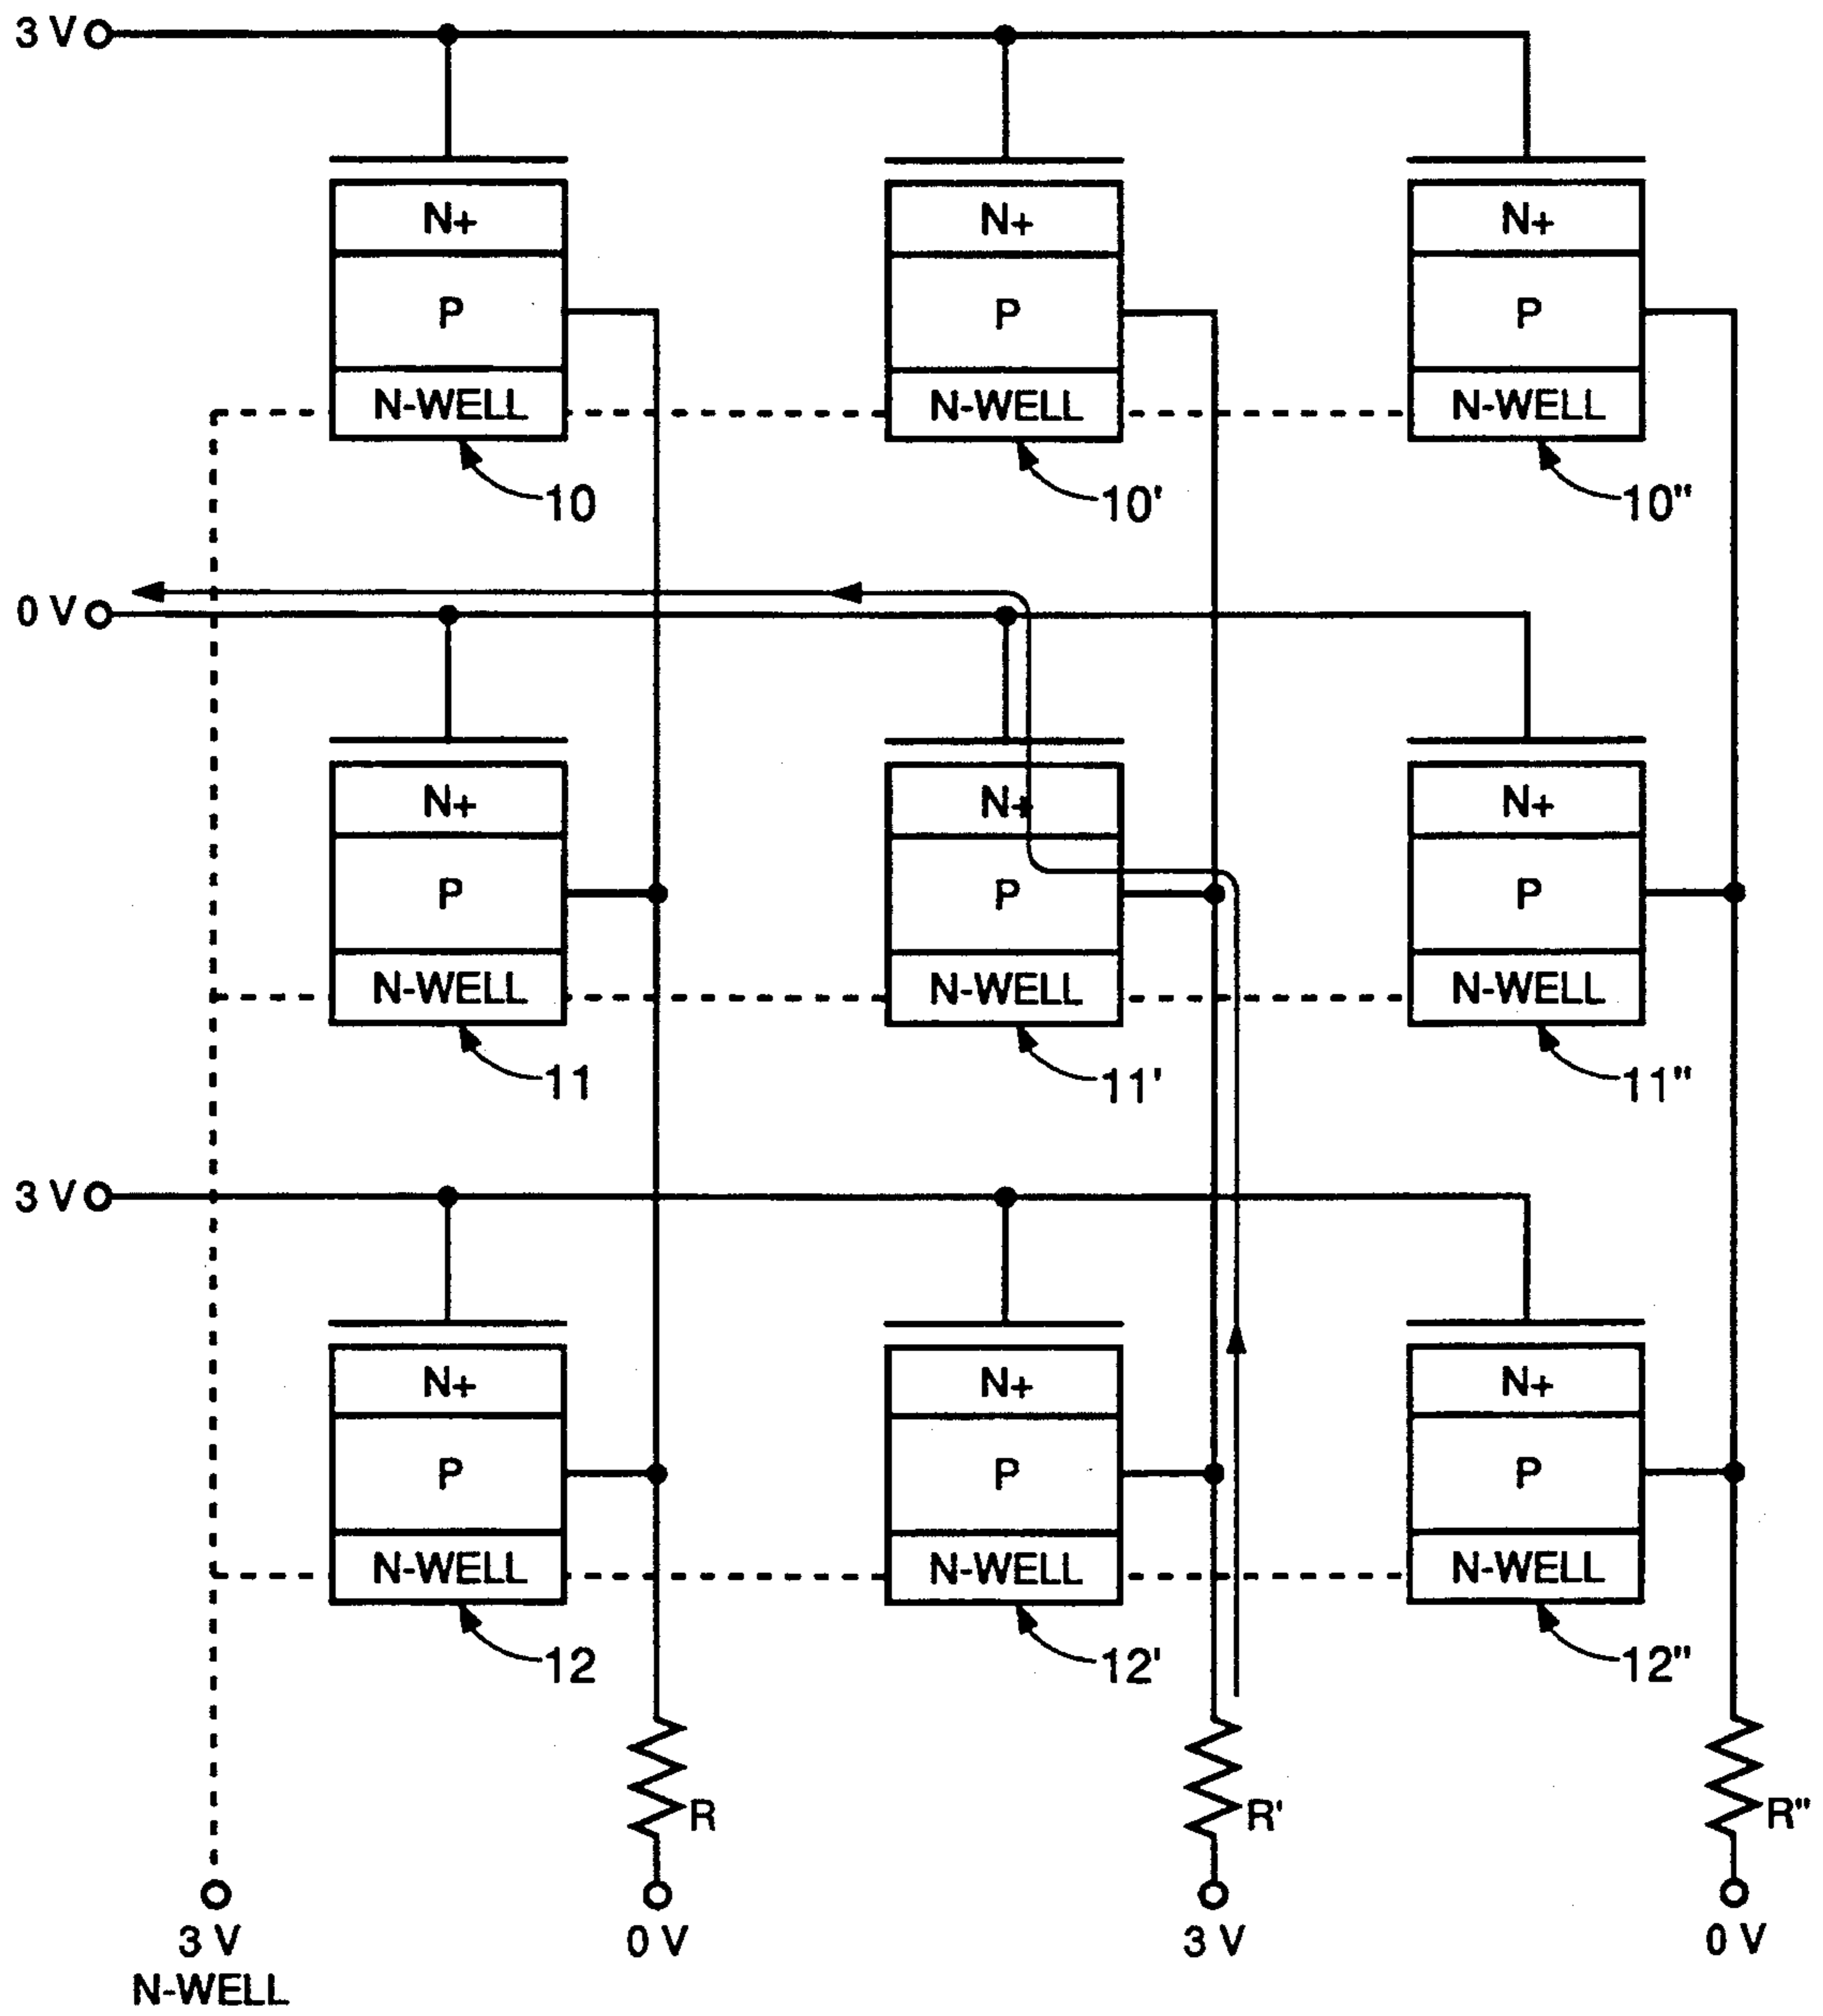 3 V
N+ N+ N+
P P P
N-WELL N-WELL N-WELL
10 10' 10"
0 V
N+ N+ N+
P P P
N-WELL N-WELL N-WELL
11 11' 11"
3 V
N+ N+ N+
P P P
N-WELL N-WELL N-WELL
12 12' 12"
R R' R"
3 V 0 V 3 V 0 V
N-WELL